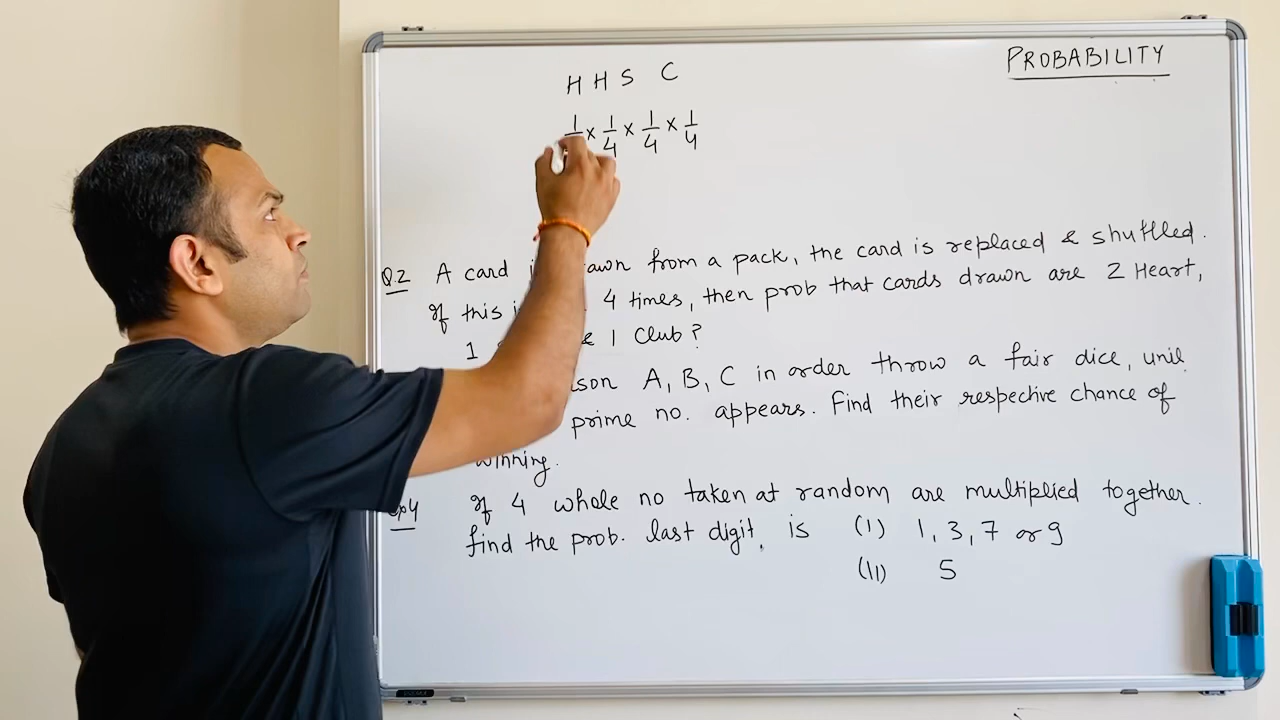 PROBABILITY
H H S C
1 × 1/4 × 1/4 × 1/4
Q.2 A card drawn from a pack, the card is replaced & shuffled.
If this 4 times, then prob that cards drawn are 2 Heart,
1 1 Club?
A, B, C in order throw a fair dice, unil
prime no. appears. Find their respective chance of
winning.
If 4 whole no taken at random are multiplied together.
find the prob. last digit is (i) 1, 3, 7 or 9
(ii) 5